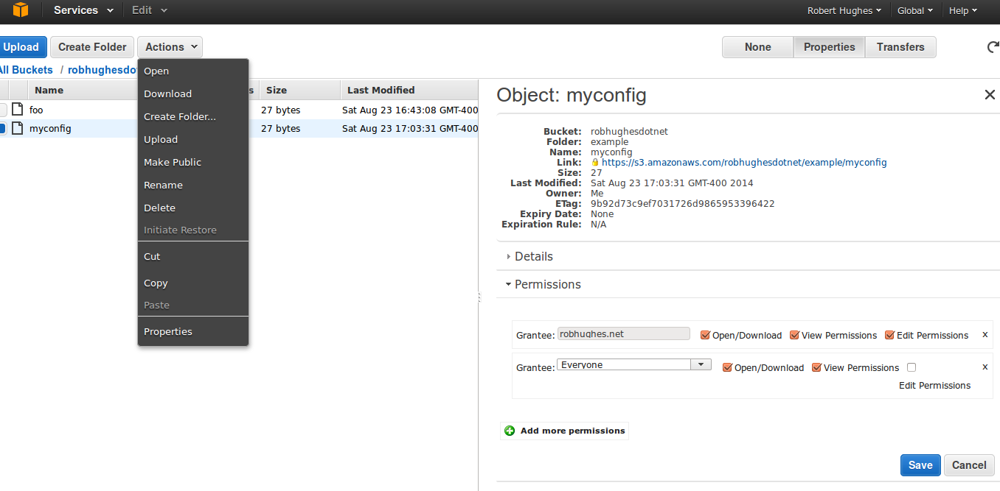 Services Edit Robert Hughes Global Help
Upload Create Folder Actions None Properties Transfers
All Buckets / robhughesdo
Name s Size Last Modified
foo 27 bytes Sat Aug 23 16:43:08 GMT-400
myconfig 27 bytes Sat Aug 23 17:03:31 GMT-400
Open
Download
Create Folder...
Upload
Make Public
Rename
Delete
Initiate Restore
Cut
Copy
Paste
Properties
Object: myconfig
Bucket: robhughesdotnet
Folder: example
Name: myconfig
Link: https://s3.amazonaws.com/robhughesdotnet/example/myconfig
Size: 27
Last Modified: Sat Aug 23 17:03:31 GMT-400 2014
Owner: Me
ETag: 9b92d73c9ef7031726d9865953396422
Expiry Date: None
Expiration Rule: N/A
Details
Permissions
Grantee: robhughes.net Open/Download View Permissions Edit Permissions x
Grantee: Everyone Open/Download View Permissions x
Edit Permissions
Add more permissions
Save Cancel